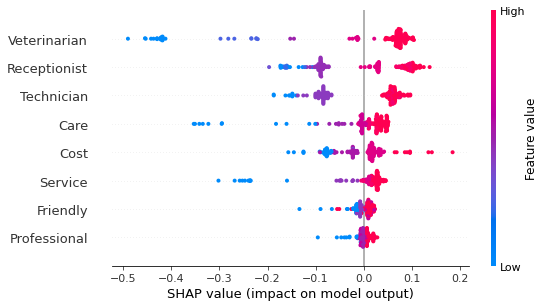 High
Veterinarian
Receptionist
Technician
Care
Cost
Service
Friendly
Professional
Feature value
Low
−0.5 −0.4 −0.3 −0.2 −0.1 0.0 0.1 0.2
SHAP value (impact on model output)